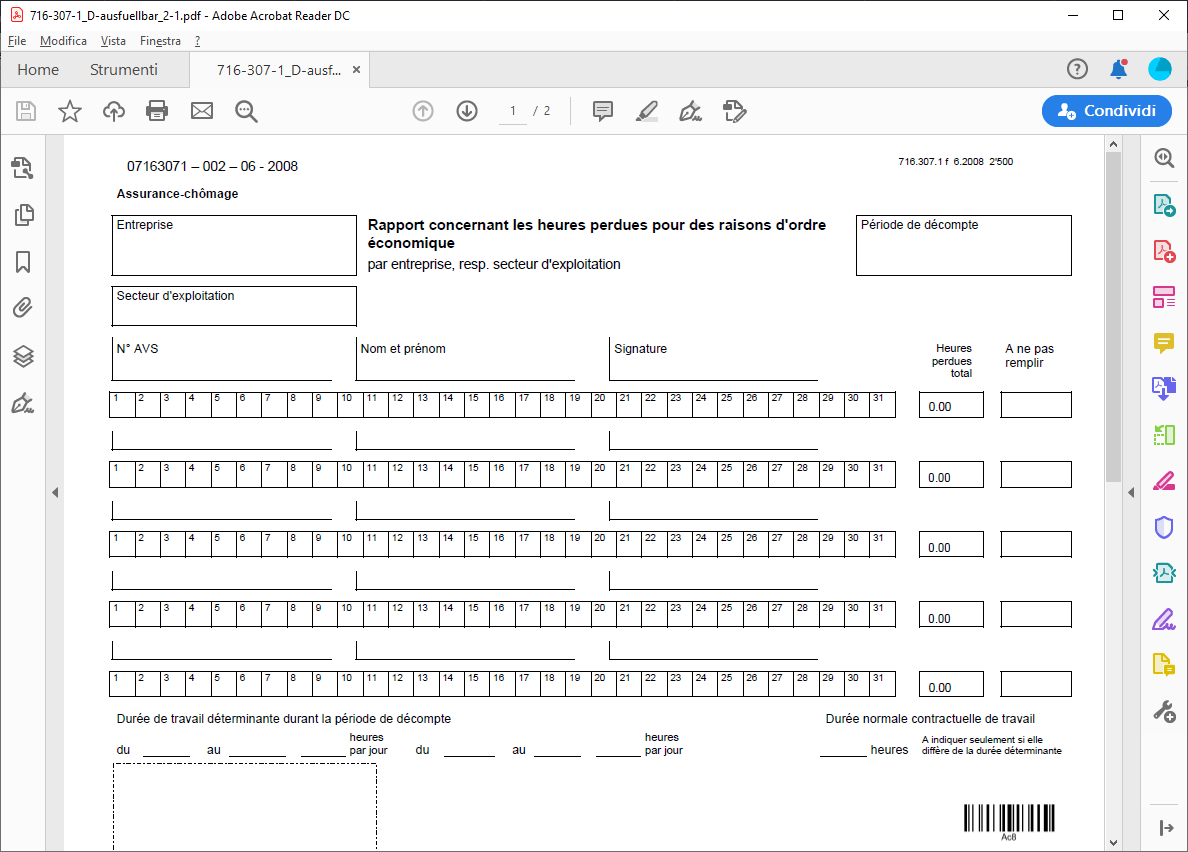 716-307-1_D-ausfuellbar_2-1.pdf - Adobe Acrobat Reader DC
File Modifica Vista Finestra ?
Home Strumenti 716-307-1_D-ausf... ×
1 / 2 Condividi
07163071 – 002 – 06 - 2008
716.307.1 f 6.2008 2'500
Assurance-chômage
Entreprise
Rapport concernant les heures perdues pour des raisons d'ordre
économique
par entreprise, resp. secteur d'exploitation
Période de décompte
Secteur d'exploitation
N° AVS
Nom et prénom
Signature
Heures
perdues
total
A ne pas
remplir
1 2 3 4 5 6 7 8 9 10 11 12 13 14 15 16 17 18 19 20 21 22 23 24 25 26 27 28 29 30 31
0.00
1 2 3 4 5 6 7 8 9 10 11 12 13 14 15 16 17 18 19 20 21 22 23 24 25 26 27 28 29 30 31
0.00
1 2 3 4 5 6 7 8 9 10 11 12 13 14 15 16 17 18 19 20 21 22 23 24 25 26 27 28 29 30 31
0.00
1 2 3 4 5 6 7 8 9 10 11 12 13 14 15 16 17 18 19 20 21 22 23 24 25 26 27 28 29 30 31
0.00
1 2 3 4 5 6 7 8 9 10 11 12 13 14 15 16 17 18 19 20 21 22 23 24 25 26 27 28 29 30 31
0.00
Durée de travail déterminante durant la période de décompte
Durée normale contractuelle de travail
du au heures
par jour
du au heures
par jour
heures
A indiquer seulement si elle
diffère de la durée déterminante
Ac8